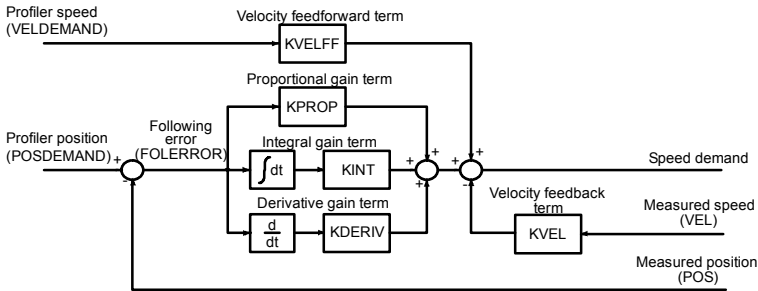 Profiler speed
(VELDEMAND)
Velocity feedforward term
KVELFF
Proportional gain term
KPROP
Profiler position
(POSDEMAND)
+
-
Following
error
(FOLERROR)
Integral gain term
∫dt
KINT
+
+
+
+
+
+
-
Speed demand
Derivative gain term
d
dt
KDERIV
Velocity feedback
term
KVEL
Measured speed
(VEL)
Measured position
(POS)